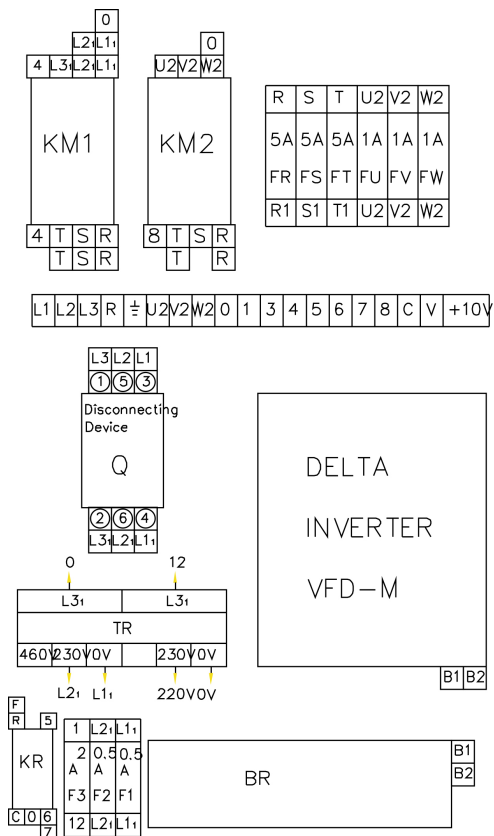 0
L2₁ L1₁
4 L3₁ L2₁ L1₁
KM1
4 T S R
T S R
0
U2 V2 W2
KM2
8 T S R
T R
R S T U2 V2 W2
5A 5A 5A 1A 1A 1A
FR FS FT FU FV FW
R1 S1 T1 U2 V2 W2
L1 L2 L3 R ⏚ U2 V2 W2 0 1 3 4 5 6 7 8 C V +10V
L3 L2 L1
① ⑤ ③
Disconnecting
Device
Q
② ⑥ ④
L3₁ L2₁ L1₁
0 12
L3₁ L3₁
TR
460V 230V 0V 230V 0V
L2₁ L1₁ 220V 0V
DELTA
INVERTER
VFD-M
B1 B2
F
R 5
KR
C 0 6
7
1 L2₁ L1₁
2 0.5 0.5
A A A
F3 F2 F1
12 L2₁ L1₁
BR
B1
B2